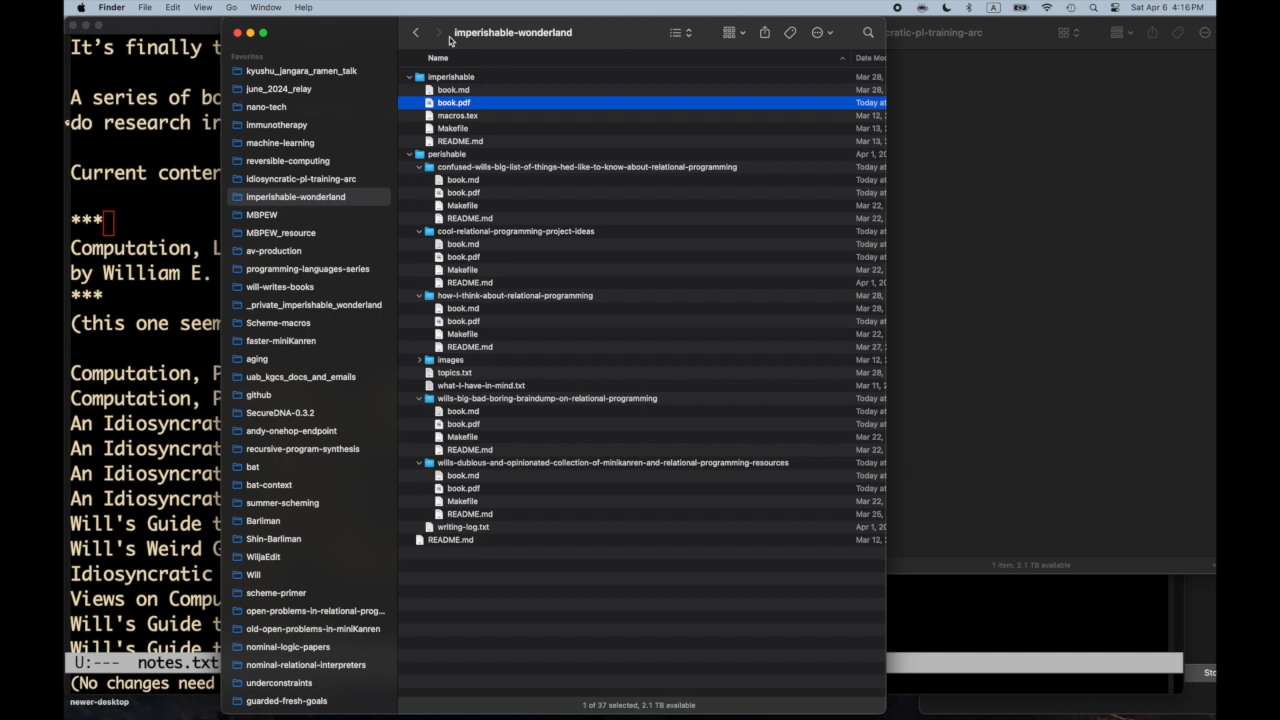 Finder File Edit View Go Window Help
A Sat Apr 6 4:16 PM
It's finally t
A series of bo
do research in
Current conten
***
Computation, L
by William E.
***
(this one seem
Computation, P
Computation, P
An Idiosyncrat
An Idiosyncrat
An Idiosyncrat
An Idiosyncrat
Will's Guide t
Will's Weird G
Idiosyncratic
Views on Compu
Will's Guide t
Will's Guide t
U:--- notes.txt
(No changes need
newer-desktop
Favorites
kyushu_jangara_ramen_talk
june_2024_relay
nano-tech
immunotherapy
machine-learning
reversible-computing
idiosyncratic-pl-training-arc
imperishable-wonderland
MBPEW
MBPEW_resource
av-production
programming-languages-series
will-writes-books
_private_imperishable_wonderland
Scheme-macros
faster-miniKanren
aging
uab_kgcs_docs_and_emails
github
SecureDNA-0.3.2
andy-onehop-endpoint
recursive-program-synthesis
bat
bat-context
summer-scheming
Barliman
Shin-Barliman
WiljaEdit
Will
scheme-primer
open-problems-in-relational-prog...
old-open-problems-in-miniKanren
nominal-logic-papers
nominal-relational-interpreters
underconstraints
guarded-fresh-goals
imperishable-wonderland
Name Date Mod
imperishable Mar 28,
book.md Mar 28,
book.pdf Today at
macros.tex Mar 12,
Makefile Mar 13,
README.md Mar 13,
perishable Apr 1, 20
confused-wills-big-list-of-things-hed-like-to-know-about-relational-programming Today at
book.md Today at
book.pdf Today at
Makefile Mar 22,
README.md Mar 22,
cool-relational-programming-project-ideas Today at
book.md Today at
book.pdf Today at
Makefile Mar 22,
README.md Apr 1, 20
how-i-think-about-relational-programming Mar 28,
book.md Mar 28,
book.pdf Today at
Makefile Mar 22,
README.md Mar 27,
images Mar 12,
topics.txt Mar 28,
what-I-have-in-mind.txt Mar 11,
wills-big-bad-boring-braindump-on-relational-programming Today at
book.md Today at
book.pdf Today at
Makefile Mar 22,
README.md Mar 22,
wills-dubious-and-opinionated-collection-of-minikanren-and-relational-programming-resources Today at
book.md Today at
book.pdf Today at
Makefile Mar 22,
README.md Mar 25,
writing-log.txt Apr 1, 20
README.md Mar 12,
1 of 37 selected, 2.1 TB available
cratic-pl-training-arc
1 item, 2.1 TB available
Sto